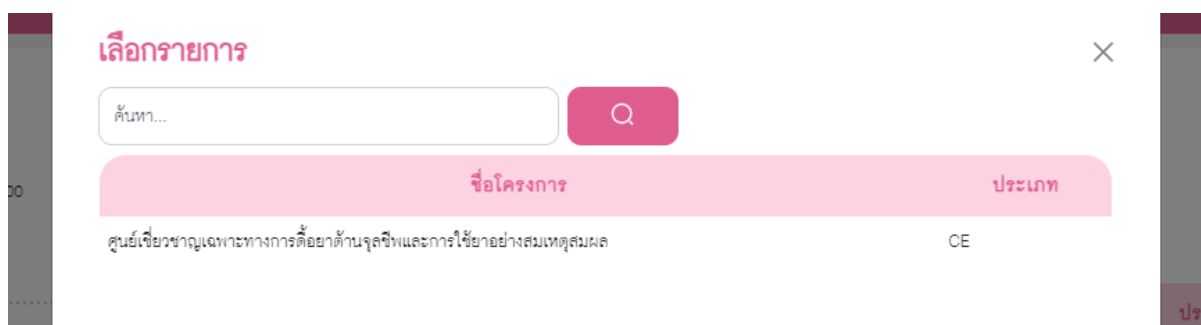 เลือกรายการ
ค้นหา...
ชื่อโครงการ ประเภท
ศูนย์เชี่ยวชาญเฉพาะทางการดื้อยาต้านจุลชีพและการใช้ยาอย่างสมเหตุสมผล CE